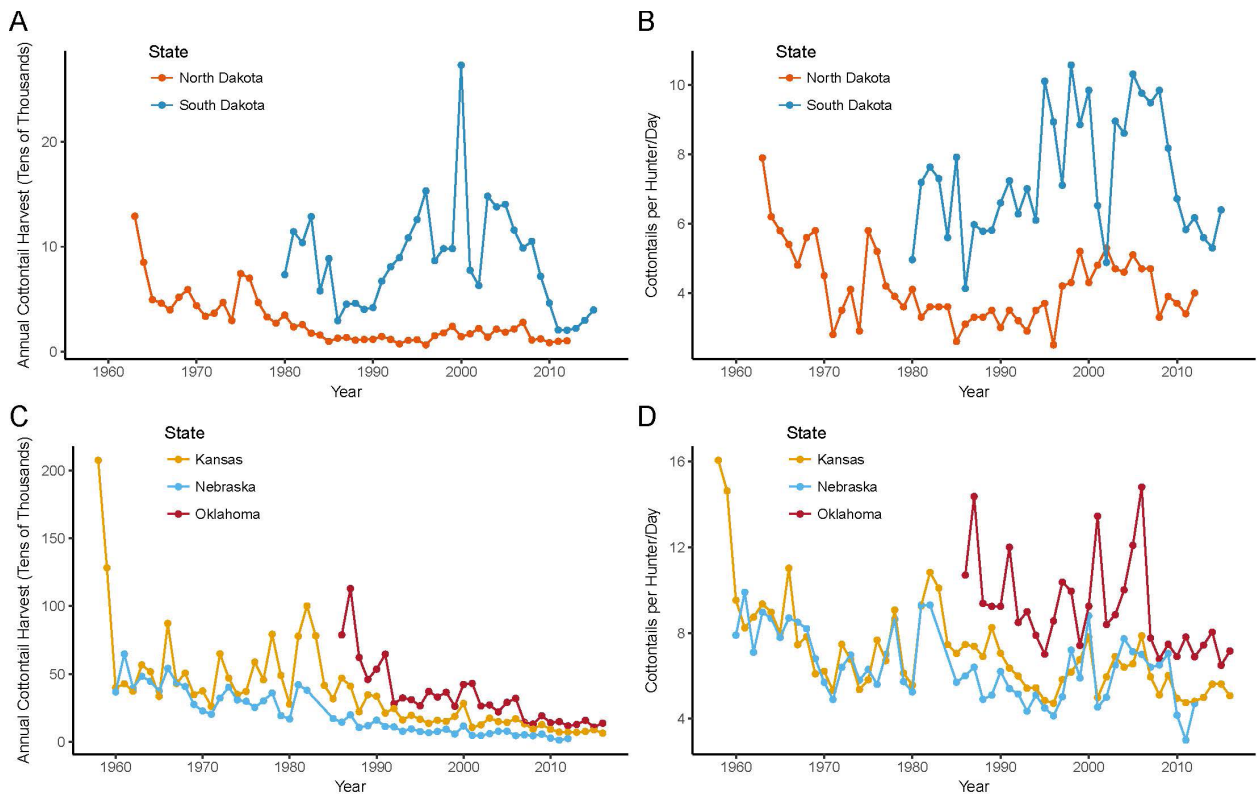 A
Annual Cottontail Harvest (Tens of Thousands)
State
North Dakota
South Dakota
20
10
0
1960 1970 1980 1990 2000 2010
Year
B
Cottontails per Hunter/Day
State
North Dakota
South Dakota
10
8
6
4
1960 1970 1980 1990 2000 2010
Year
C
Annual Cottontail Harvest (Tens of Thousands)
State
Kansas
Nebraska
Oklahoma
200
150
100
50
0
1960 1970 1980 1990 2000 2010
Year
D
Cottontails per Hunter/Day
State
Kansas
Nebraska
Oklahoma
16
12
8
4
1960 1970 1980 1990 2000 2010
Year